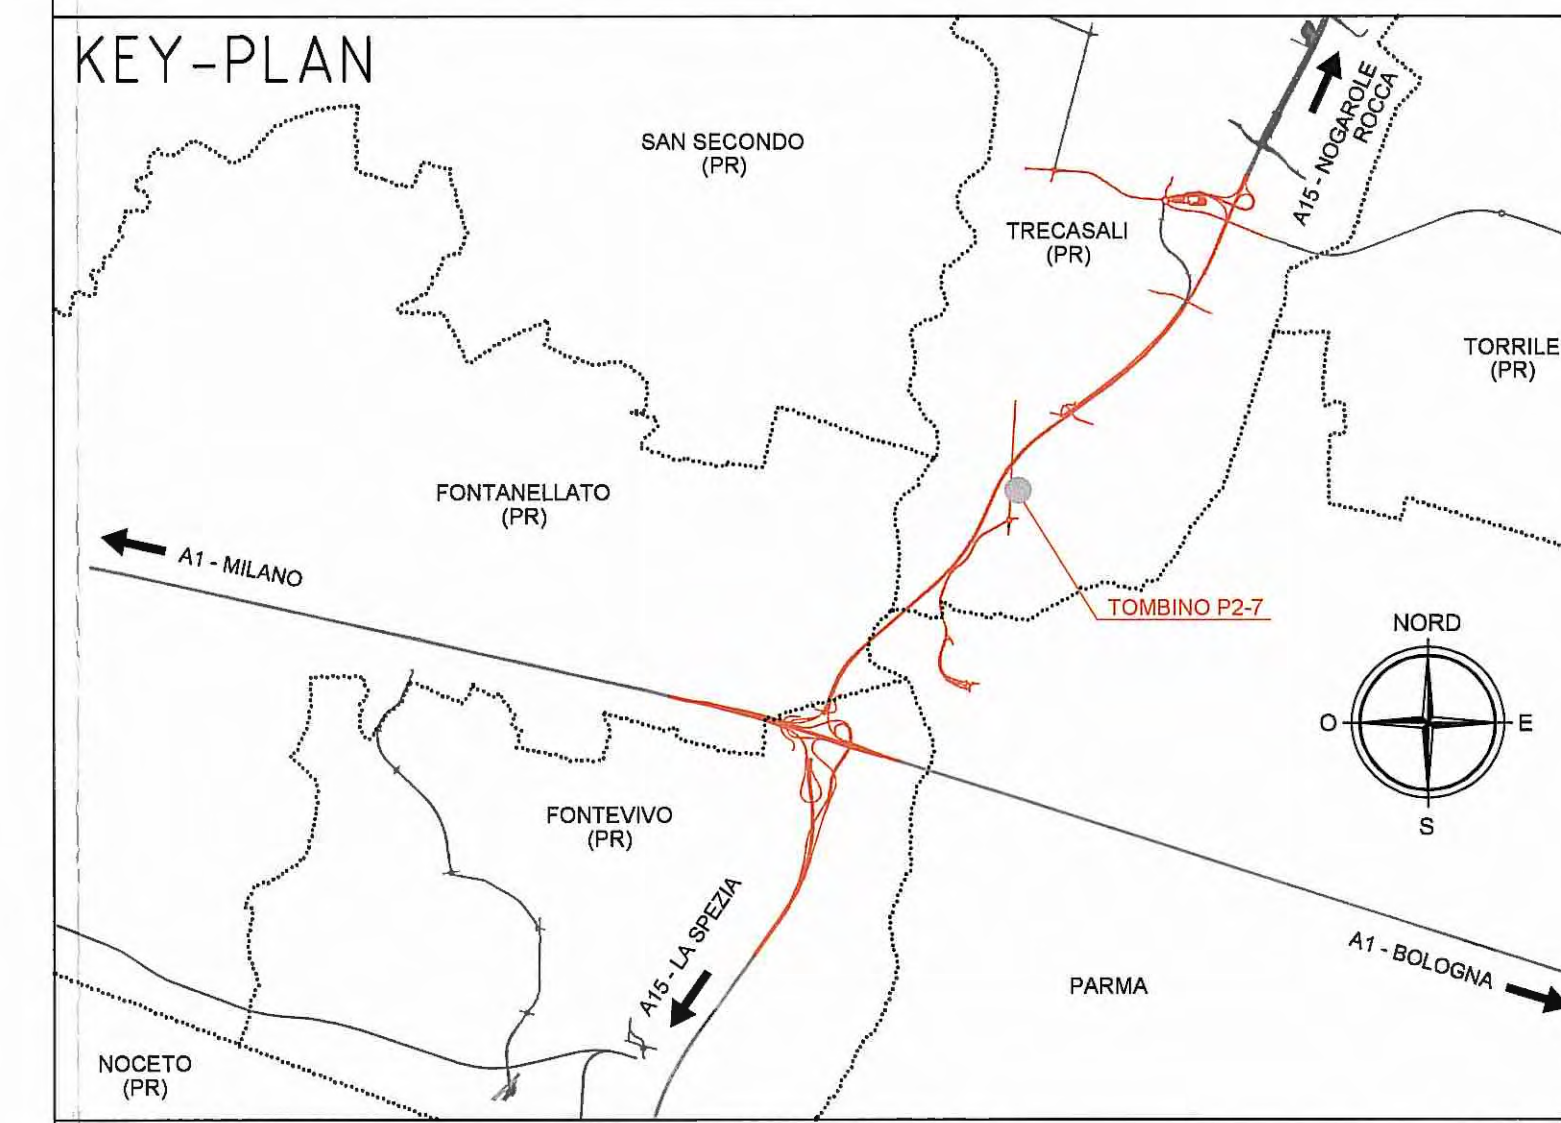 KEY-PLAN
SAN SECONDO
(PR)
A15 - NOGAROLE
ROCCA
TRECASALI
(PR)
TORRILE
(PR)
FONTANELLATO
(PR)
A1 - MILANO
TOMBINO P2-7
NORD
O
E
S
FONTEVIVO
(PR)
A15 - LA SPEZIA
A1 - BOLOGNA
PARMA
NOCETO
(PR)